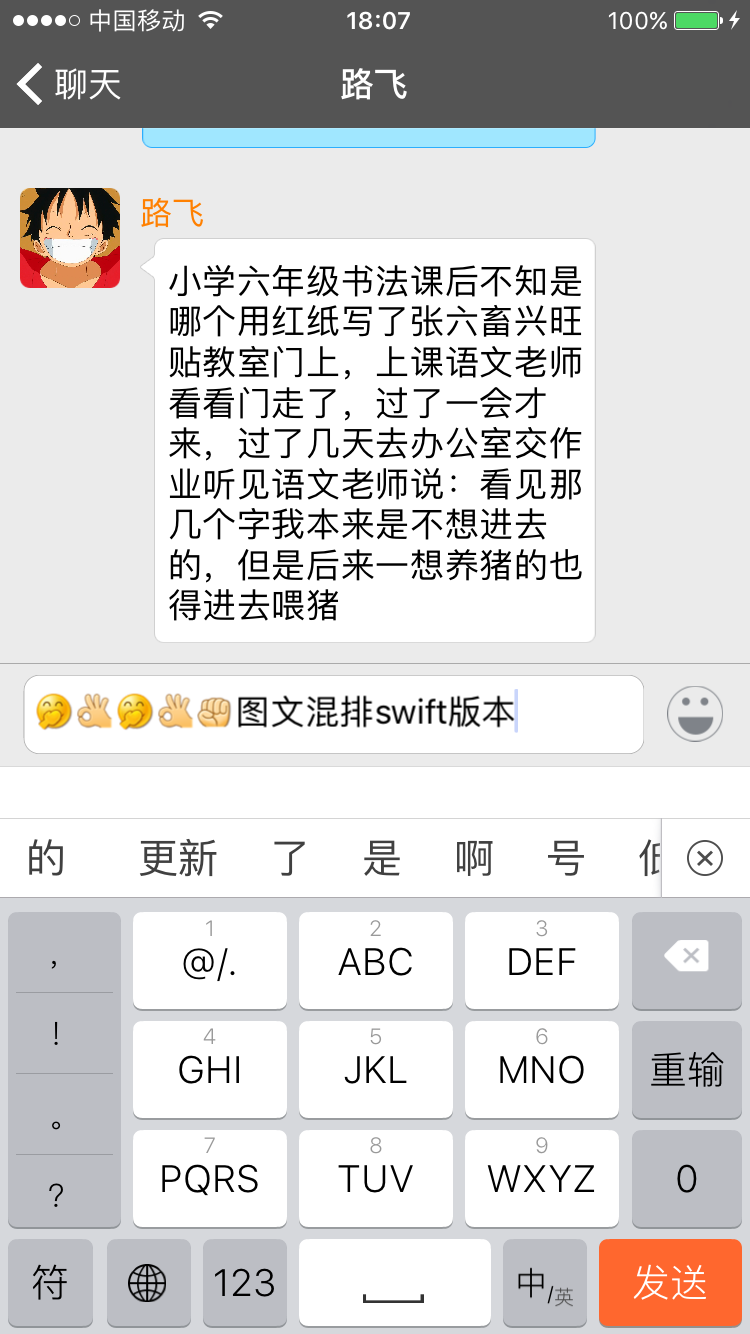 中国移动 18:07 100%
聊天 路飞
路飞
小学六年级书法课后不知是
哪个用红纸写了张六畜兴旺
贴教室门上，上课语文老师
看看门走了，过了一会才
来，过了几天去办公室交作
业听见语文老师说：看见那
几个字我本来是不想进去
的，但是后来一想养猪的也
得进去喂猪
🤭👌🤭👌✊图文混排swift版本
的 更新 了 是 啊 号
， 1 @/. 2 ABC 3 DEF
！ 4 GHI 5 JKL 6 MNO 重输
。 7 PQRS 8 TUV 9 WXYZ 0
？
符 123 中/英 发送